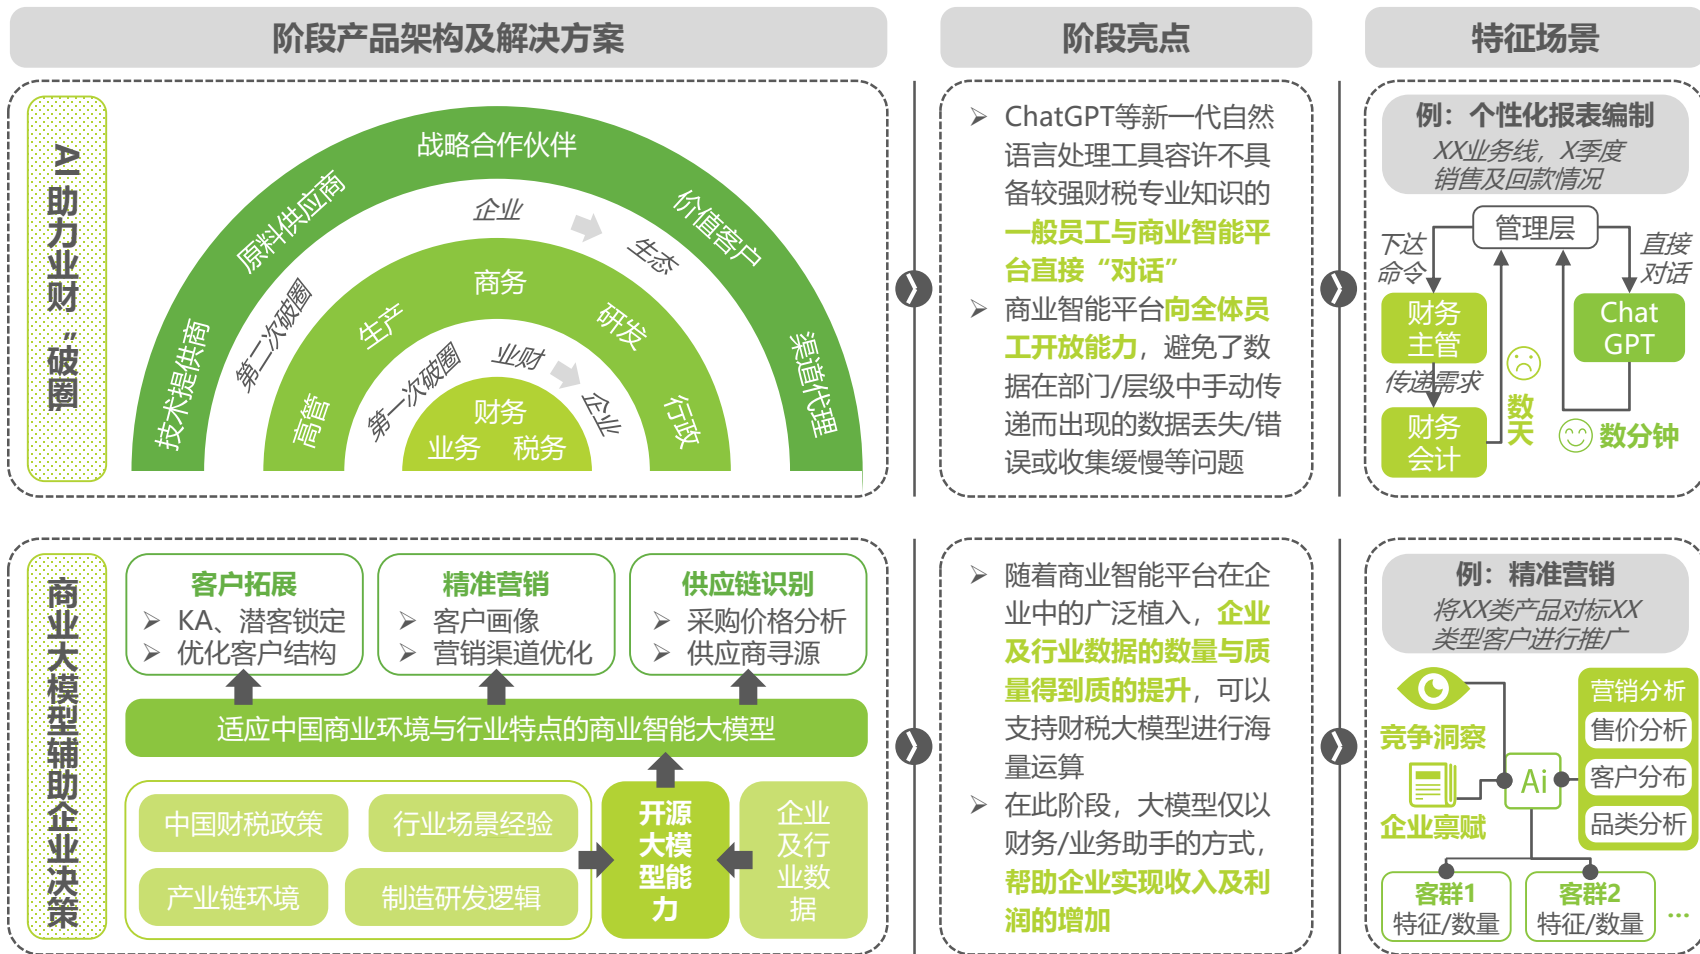 阶段产品架构及解决方案
阶段亮点
特征场景
AI助力业财“破圈”
战略合作伙伴
原料供应商
价值客户
技术提供商
渠道代理
第二次破圈
企业
生态
商务
生产
研发
高管
行政
第一次破圈
业财
企业
财务
业务
税务
ChatGPT等新一代自然
语言处理工具容许不具
备较强财税专业知识的
一般员工与商业智能平
台直接“对话”
商业智能平台向全体员
工开放能力，避免了数
据在部门/层级中手动传
递而出现的数据丢失/错
误或收集缓慢等问题
例：个性化报表编制
XX业务线，X季度
销售及回款情况
管理层
下达
命令
直接
对话
财务
主管
Chat
GPT
传递需求
数天
财务
会计
数分钟
商业大模型辅助企业决策
客户拓展
KA、潜客锁定
优化客户结构
精准营销
客户画像
营销渠道优化
供应链识别
采购价格分析
供应商寻源
适应中国商业环境与行业特点的商业智能大模型
中国财税政策
行业场景经验
产业链环境
制造研发逻辑
开源
大模
型能
力
企业
及行
业数
据
随着商业智能平台在企
业中的广泛植入，企业
及行业数据的数量与质
量得到质的提升，可以
支持财税大模型进行海
量运算
在此阶段，大模型仅以
财务/业务助手的方式，
帮助企业实现收入及利
润的增加
例：精准营销
将XX类产品对标XX
类型客户进行推广
竞争洞察
企业禀赋
Ai
营销分析
售价分析
客户分布
品类分析
客群1
特征/数量
客群2
特征/数量
...